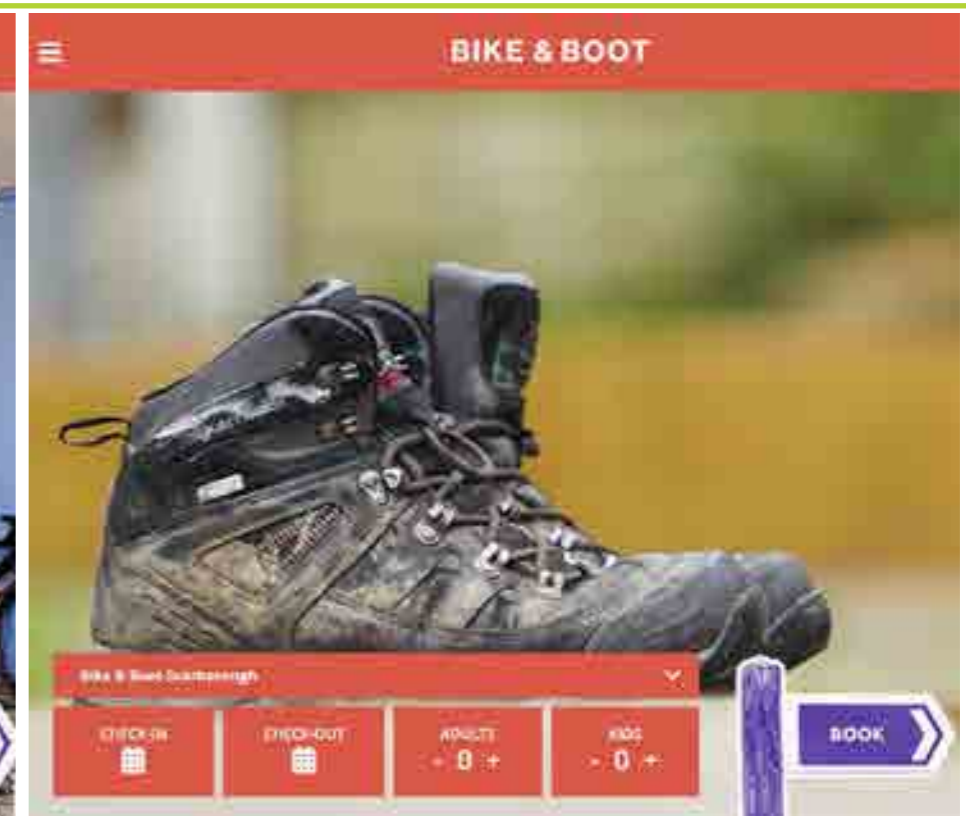 BIKE & BOOT
Bike & Boot Scarborough
CHECK-IN
CHECK-OUT
ADULTS
- 0 +
KIDS
- 0 +
BOOK